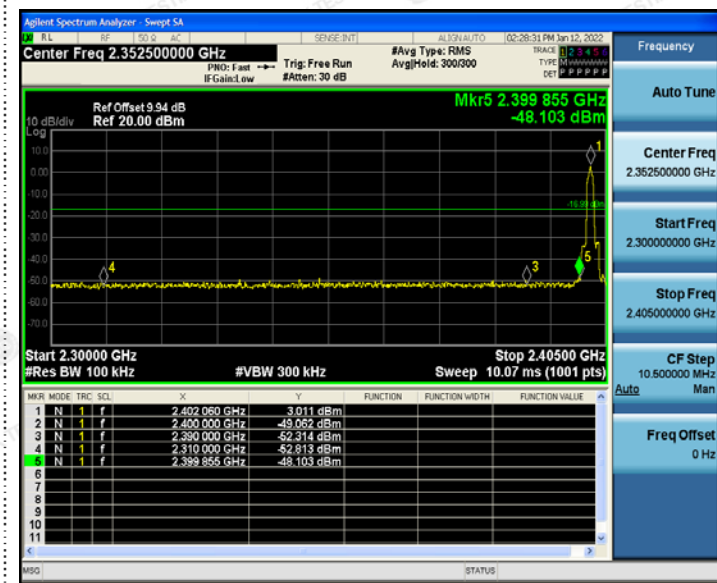 Agilent Spectrum Analyzer - Swept SA
RL RF 50 Ω AC SENSE:INT ALIGNAUTO 02:28:31 PM Jan 12, 2022
Center Freq 2.352500000 GHz
PNO: Fast
IFGain:Low
Trig: Free Run
#Atten: 30 dB
#Avg Type: RMS
Avg|Hold: 300/300
TRACE 1 2 3 4 5 6
TYPE M
DET P P P P P P
Frequency
Mkr5 2.399 855 GHz
-48.103 dBm
Ref Offset 9.94 dB
10 dB/div Ref 20.00 dBm
Log
10.0
0.00
-10.0
-20.0
-30.0
-40.0
-50.0
-60.0
-70.0
-16.99 dBm
1
4
3
5
Start 2.30000 GHz Stop 2.40500 GHz
#Res BW 100 kHz #VBW 300 kHz Sweep 10.07 ms (1001 pts)
MKR MODE TRC SCL X Y FUNCTION FUNCTION WIDTH FUNCTION VALUE
1 N 1 f 2.402 060 GHz 3.011 dBm
2 N 1 f 2.400 000 GHz -49.062 dBm
3 N 1 f 2.390 000 GHz -52.314 dBm
4 N 1 f 2.310 000 GHz -52.813 dBm
5 N 1 f 2.399 855 GHz -48.103 dBm
6
7
8
9
10
11
MSG STATUS
Auto Tune
Center Freq
2.352500000 GHz
Start Freq
2.300000000 GHz
Stop Freq
2.405000000 GHz
CF Step
10.500000 MHz
Auto Man
Freq Offset
0 Hz